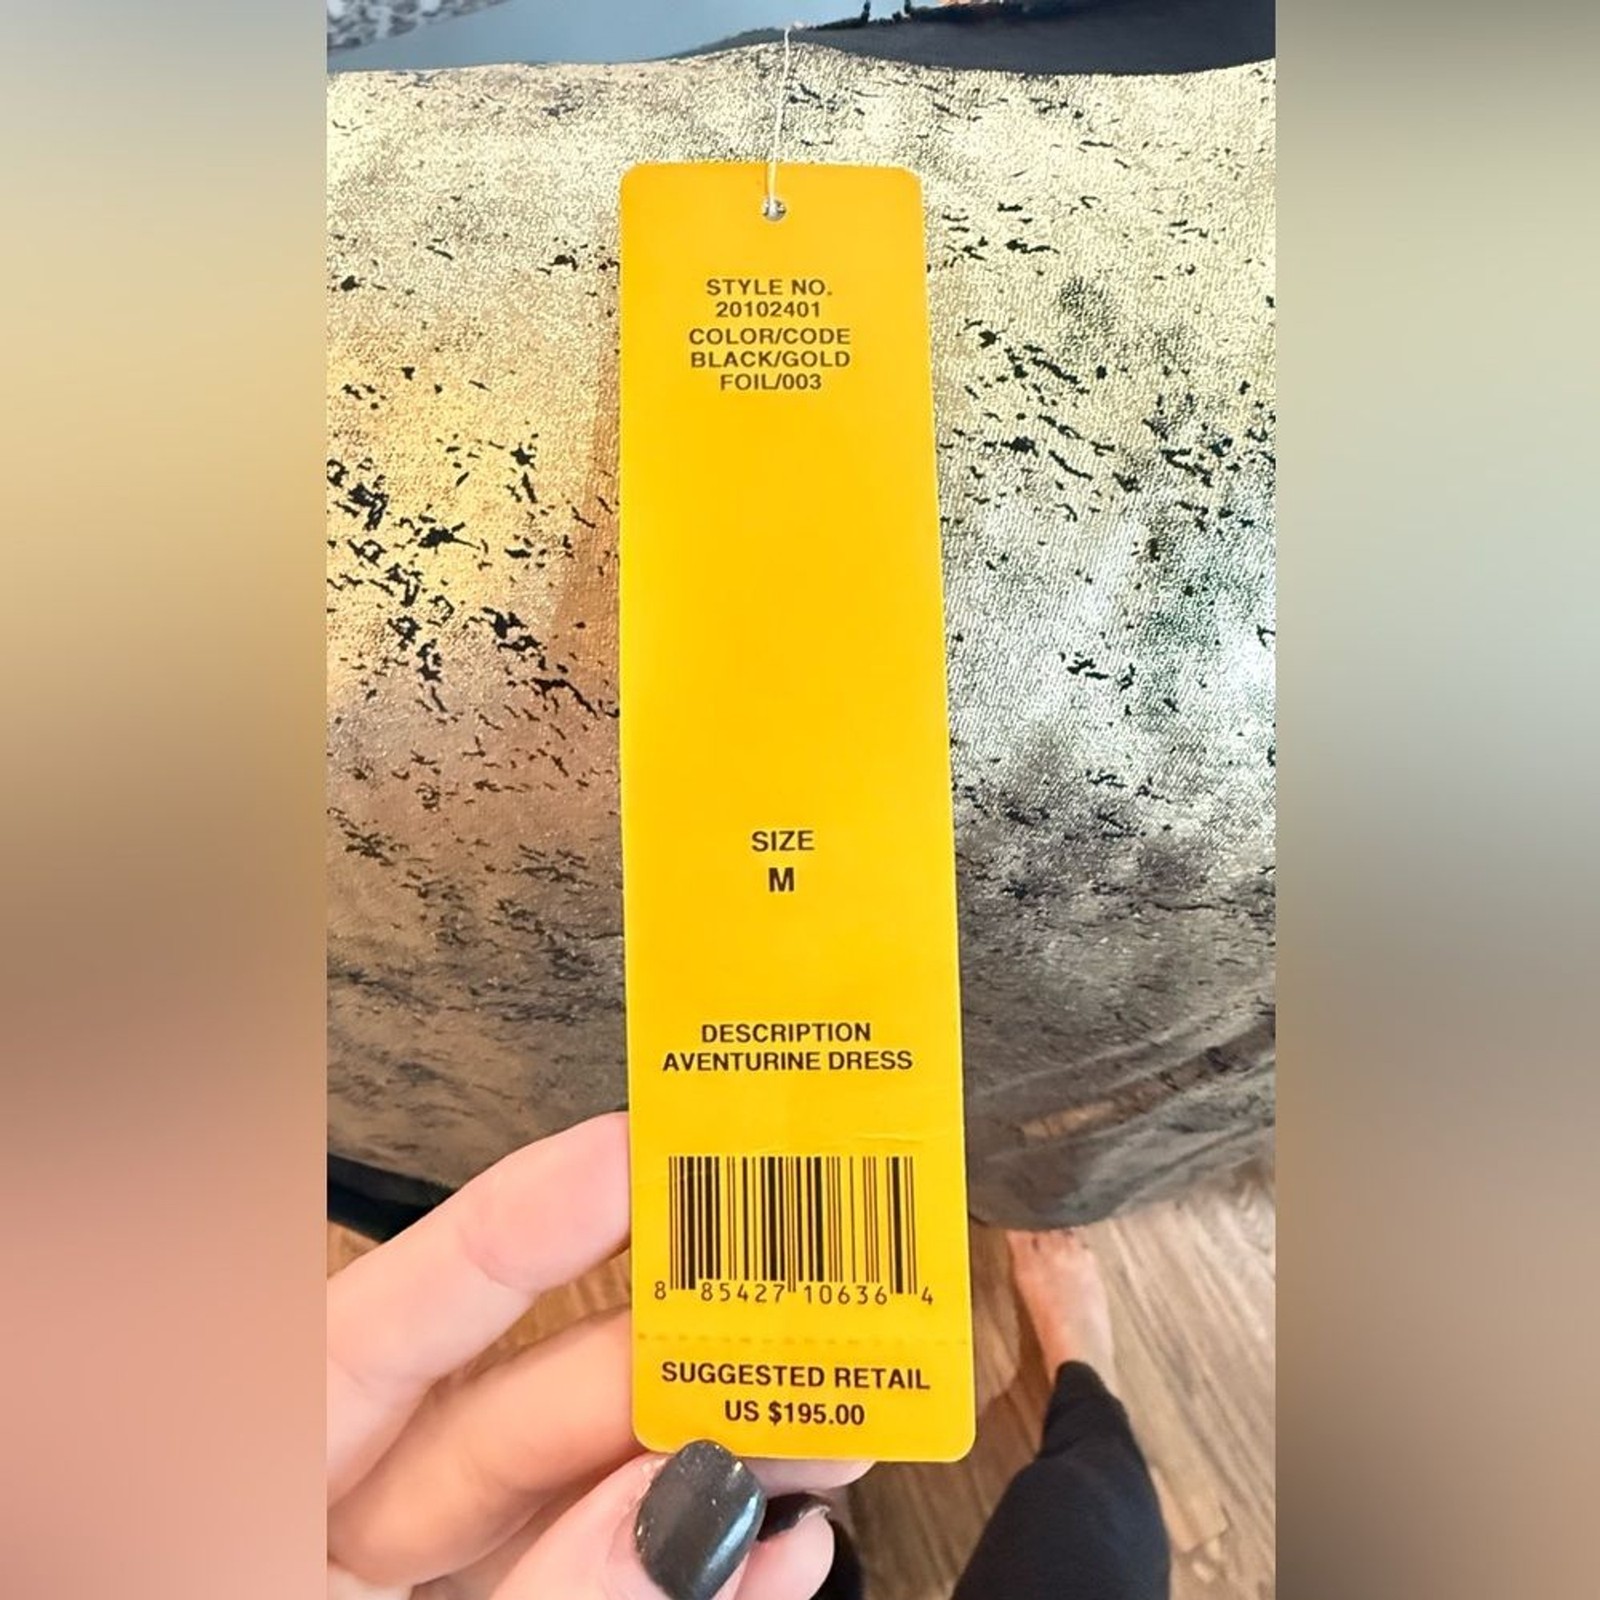 STYLE NO.
20102401
COLOR/CODE
BLACK/GOLD
FOIL/003
SIZE
M
DESCRIPTION
AVENTURINE DRESS
8 85427 10636 4
SUGGESTED RETAIL
US $195.00